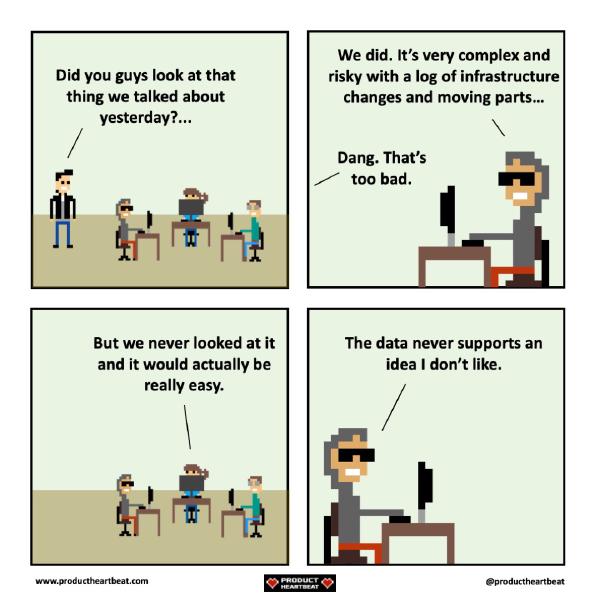 Did you guys look at that
thing we talked about
yesterday?...
We did. It's very complex and
risky with a log of infrastructure
changes and moving parts...
Dang. That's
too bad.
But we never looked at it
and it would actually be
really easy.
The data never supports an
idea I don't like.
www.productheartbeat.com
PRODUCT
HEARTBEAT
@productheartbeat